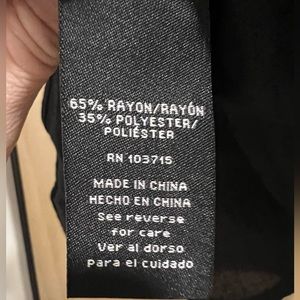 65% RAYON/RAYÓN
35% POLYESTER/
POLIÉSTER
RN 103715
MADE IN CHINA
HECHO EN CHINA
See reverse
for care
Ver al dorso
para el cuidado